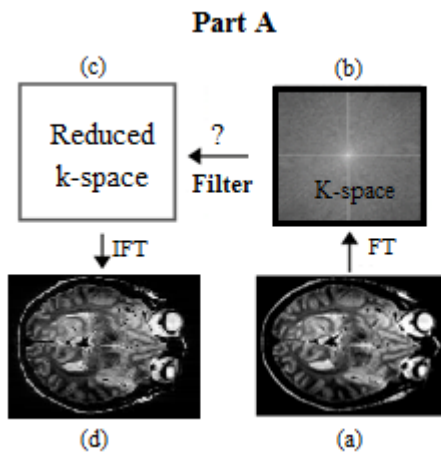 Part A
(c)
(b)
Reduced
k-space
?
Filter
K-space
IFT
FT
(d)
(a)